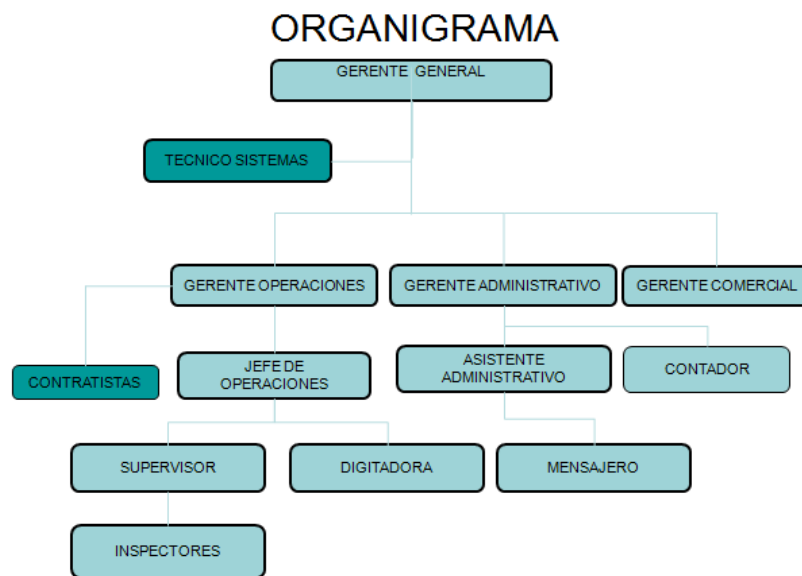 ORGANIGRAMA
GERENTE GENERAL
TECNICO SISTEMAS
GERENTE OPERACIONES
GERENTE ADMINISTRATIVO
GERENTE COMERCIAL
CONTRATISTAS
JEFE DE
OPERACIONES
ASISTENTE
ADMINISTRATIVO
CONTADOR
SUPERVISOR
DIGITADORA
MENSAJERO
INSPECTORES